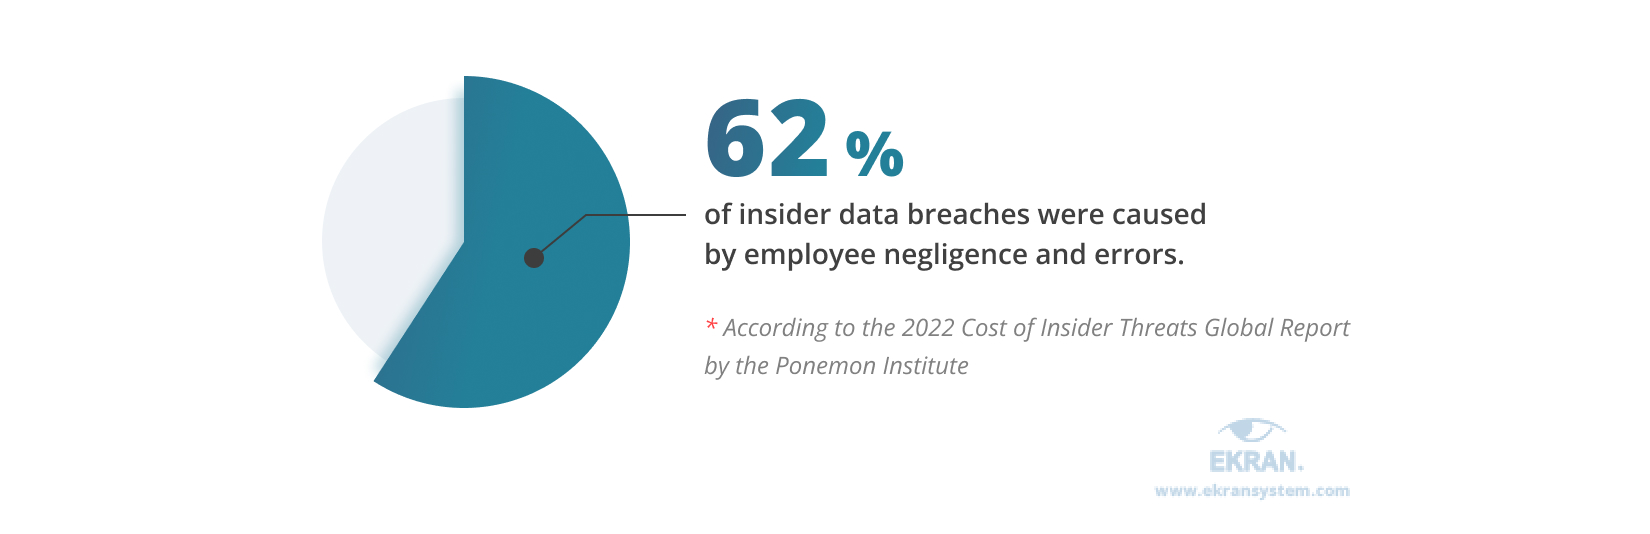 62 %
of insider data breaches were caused
by employee negligence and errors.
* According to the 2022 Cost of Insider Threats Global Report
by the Ponemon Institute
EKRAN.
www.ekransystem.com